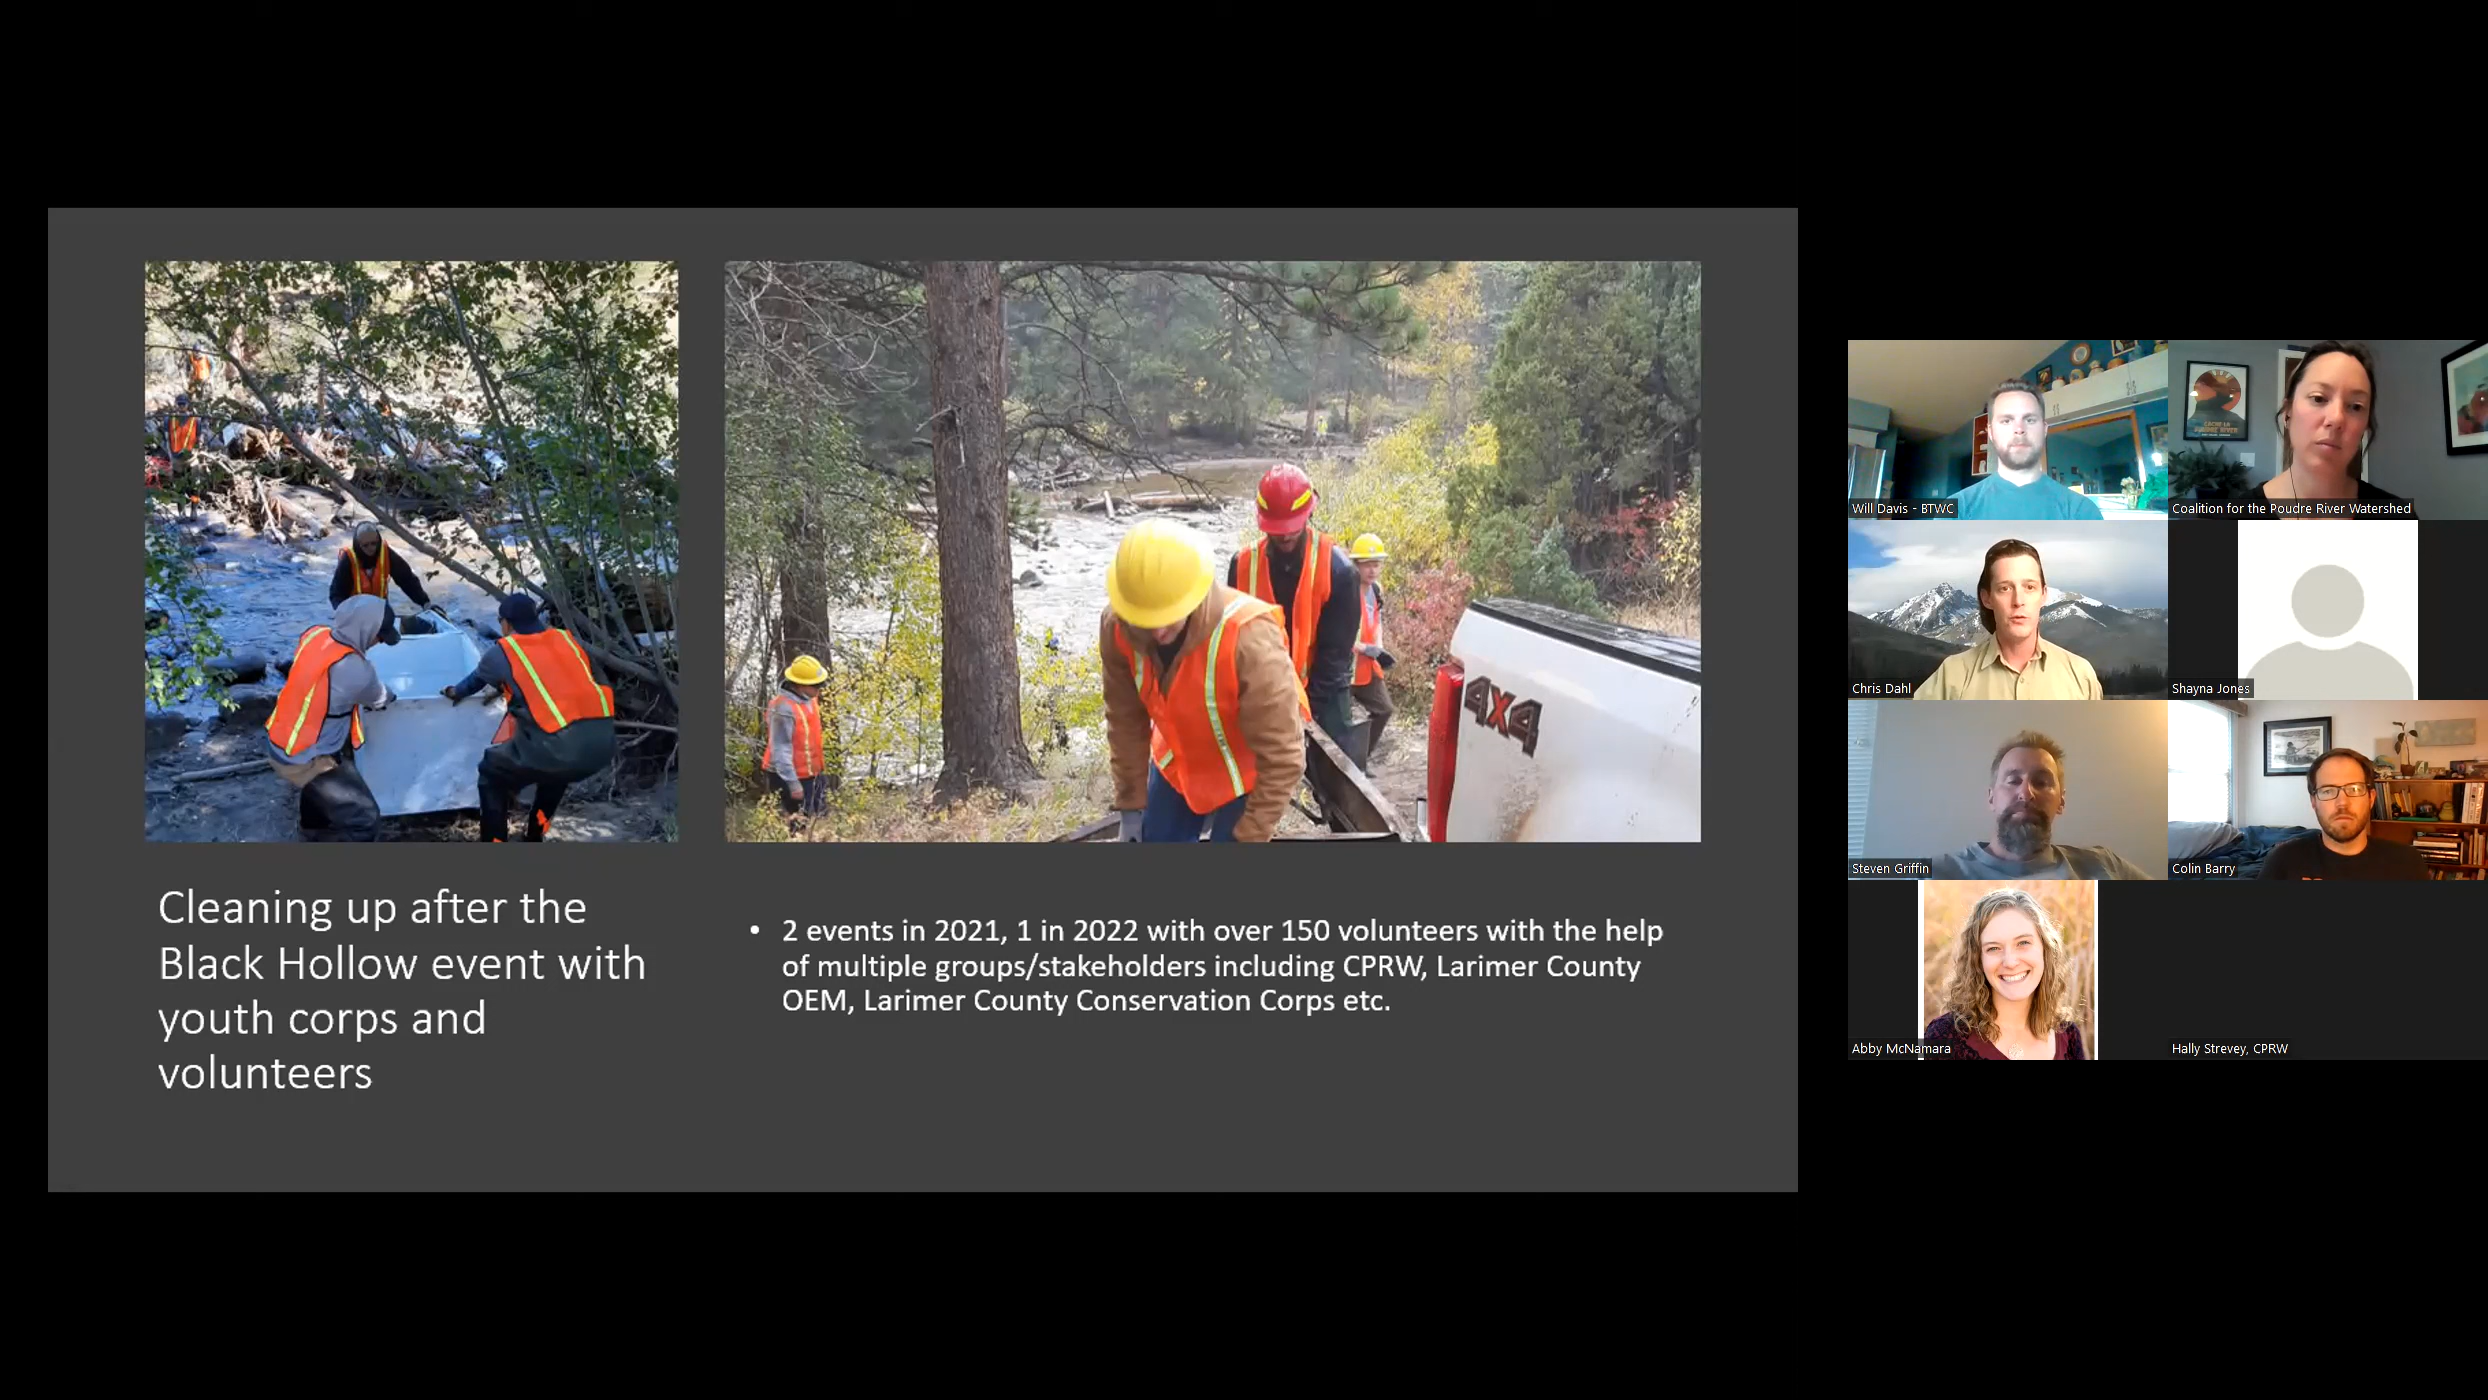 4x4
Cleaning up after the
Black Hollow event with
youth corps and
volunteers
• 2 events in 2021, 1 in 2022 with over 150 volunteers with the help
of multiple groups/stakeholders including CPRW, Larimer County
OEM, Larimer County Conservation Corps etc.
Will Davis - BTWC
Coalition for the Poudre River Watershed
Chris Dahl
Shayna Jones
Steven Griffin
Colin Barry
Abby McNamara
Hally Strevey, CPRW